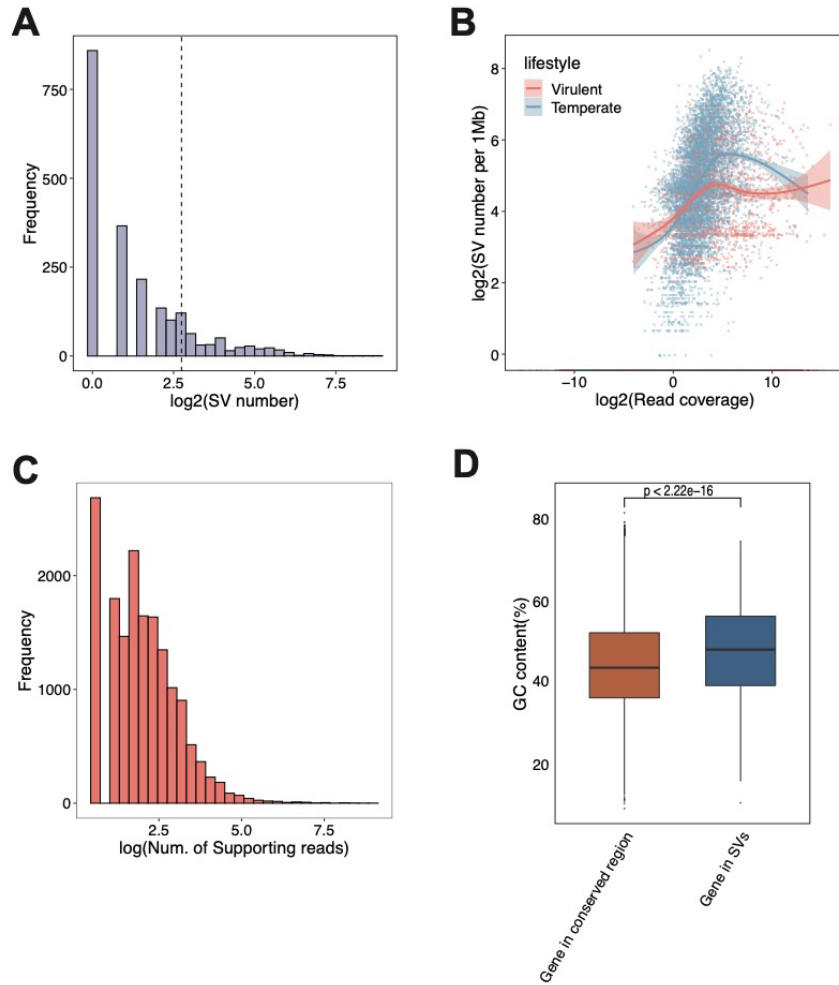 A
Frequency
750
500
250
0
0.0 2.5 5.0 7.5
log2(SV number)
B
log2(SV number per 1Mb)
8
6
4
2
0
lifestyle
Virulent
Temperate
−10 0 10
log2(Read coverage)
C
Frequency
2000
1000
0
2.5 5.0 7.5
log(Num. of Supporting reads)
D
GC content(%)
80
60
40
20
p < 2.22e−16
Gene in conserved region
Gene in SVs